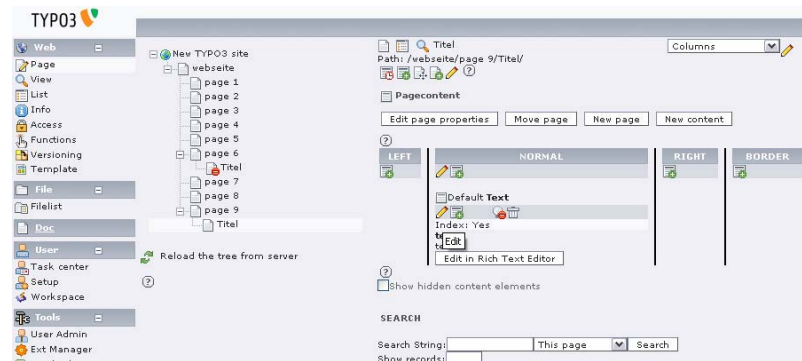 TYPO3
Web
Page
View
List
Info
Access
Functions
Versioning
Template
File
Filelist
Doc
User
Task center
Setup
Workspace
Tools
User Admin
Ext Manager
New TYPO3 site
webseite
page 1
page 2
page 3
page 4
page 5
page 6
Titel
page 7
page 8
page 9
Titel
Reload the tree from server
Titel
Columns
Path: /webseite/page 9/Titel/
Pagecontent
Edit page properties Move page New page New content
LEFT NORMAL RIGHT BORDER
Default Text
Index: Yes
Edit
Edit in Rich Text Editor
Show hidden content elements
SEARCH
Search String: This page Search
Show records: